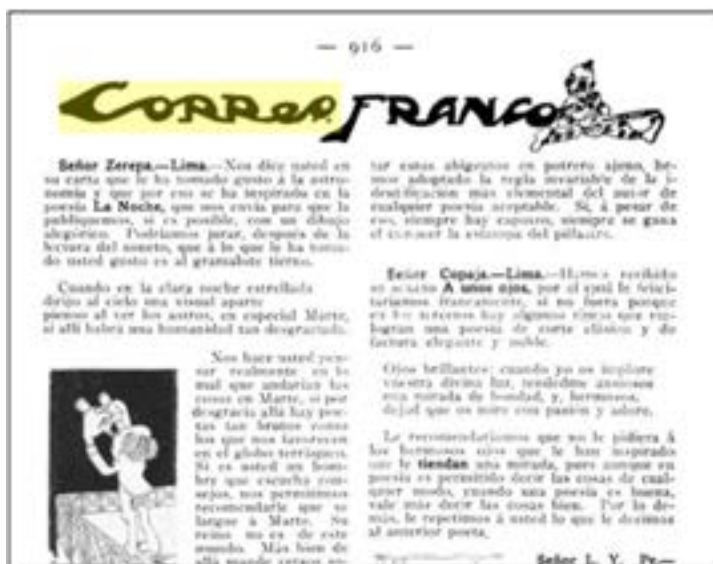 — 916 —
CORREO FRANCO
Señor Zerepa.—Lima.—Nos dice usted en
su carta que le ha tomado gusto á la astro-
nomía y que por eso se ha inspirado en la
poesía La Noche, que nos envía para que la
publiquemos, si es posible, con un dibujo
alegórico. Podríamos jurar, después de la
lectura del soneto, que á lo que le ha toma-
do usted gusto es al gramalote tierno.
Cuando en la clara noche estrellada
dirijo al cielo una visual aparte
pienso al ver los astros, en especial Marte,
si allí habrá una humanidad tan desgraciada.
Nos hace usted pen-
sar realmente en lo
mal que andarían las
cosas en Marte, si por
desgracia allá hay poe-
tas tan brutos como
los que nos favorecen
en el globo terráqueo.
Si es usted un hom-
bre que escucha con-
sejos, nos permitimos
recomendarle que se
largue á Marte. Su
reino no es de este
mundo. Más bien de
allá mande versos
tar estos abigeatos en potrero ajeno, he-
mos adoptado la regla invariable de la i-
dentificación más elemental del autor de
cualquier poesía aceptable. Si, á pesar de
eso, siempre hay capazos, siempre se gana
el conocer la estampa del pillastre.
Señor Copaja.—Lima.—Hemos recibido
su A unos ojos, por el cual le felici-
taríamos francamente, si no fuera porque
en los tercetos hay algunos ripios que
logran una poesía de corte clásico y de
factura elegante y noble.
Ojos brillantes; cuando yo os implore
vuestra divina luz, tendedme ansiosos
una mirada de bondad, y, hermosos,
dejad que os mire con pasión y adore.
Le recomendaríamos que no le pidiera á
los hermosos ojos que le han inspirado
que le tiendan una mirada, pues aunque en
poesía es permitido decir las cosas de cual-
quier modo, cuando una poesía es buena,
vale más decir las cosas bien. Por lo de-
más, le repetimos á usted lo que le decimos
al anterior poeta.
Señor L. Y. Pe.—